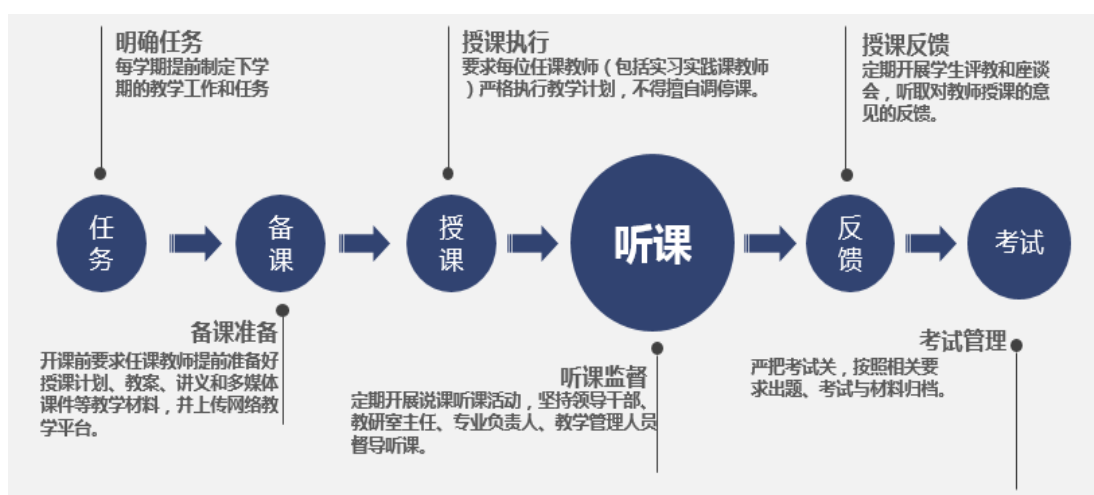 明确任务
每学期提前制定下学
期的教学工作和任务
授课执行
要求每位任课教师（包括实习实践课教师
）严格执行教学计划，不得擅自调停课。
授课反馈
定期开展学生评教和座谈
会，听取对教师授课的意
见的反馈。
任
务
备
课
授
课
听课
反
馈
考试
备课准备
开课前要求任课教师提前准备好
授课计划、教案、讲义和多媒体
课件等教学材料，并上传网络教
学平台。
听课监督
定期开展说课听课活动，坚持领导干部、
教研室主任、专业负责人、教学管理人员
督导听课。
考试管理
严把考试关，按照相关要
求出题、考试与材料归档。